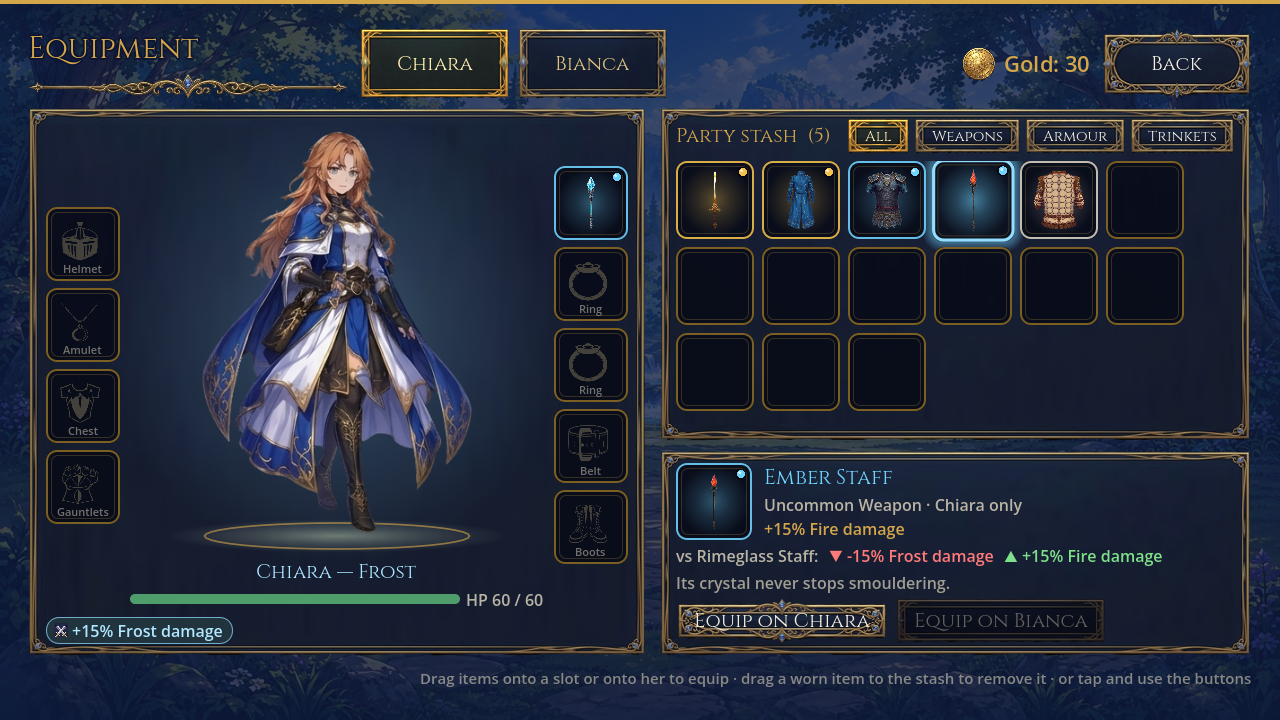 Equipment
Chiara
Bianca
Gold: 30
Back
Helmet
Amulet
Chest
Gauntlets
Ring
Ring
Belt
Boots
Chiara — Frost
HP 60 / 60
+15% Frost damage
Party stash (5)
All
Weapons
Armour
Trinkets
Ember Staff
Uncommon Weapon · Chiara only
+15% Fire damage
vs Rimeglass Staff: ▼ -15% Frost damage ▲ +15% Fire damage
Its crystal never stops smouldering.
Equip on Chiara
Equip on Bianca
Drag items onto a slot or onto her to equip · drag a worn item to the stash to remove it · or tap and use the buttons